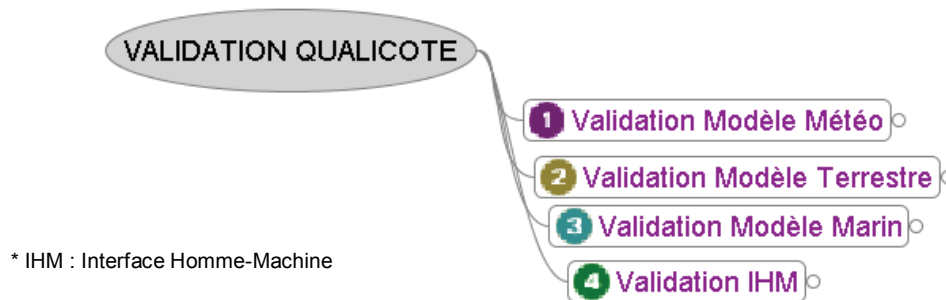 VALIDATION QUALICOTE
1 Validation Modèle Météo
2 Validation Modèle Terrestre
3 Validation Modèle Marin
* IHM : Interface Homme-Machine
4 Validation IHM